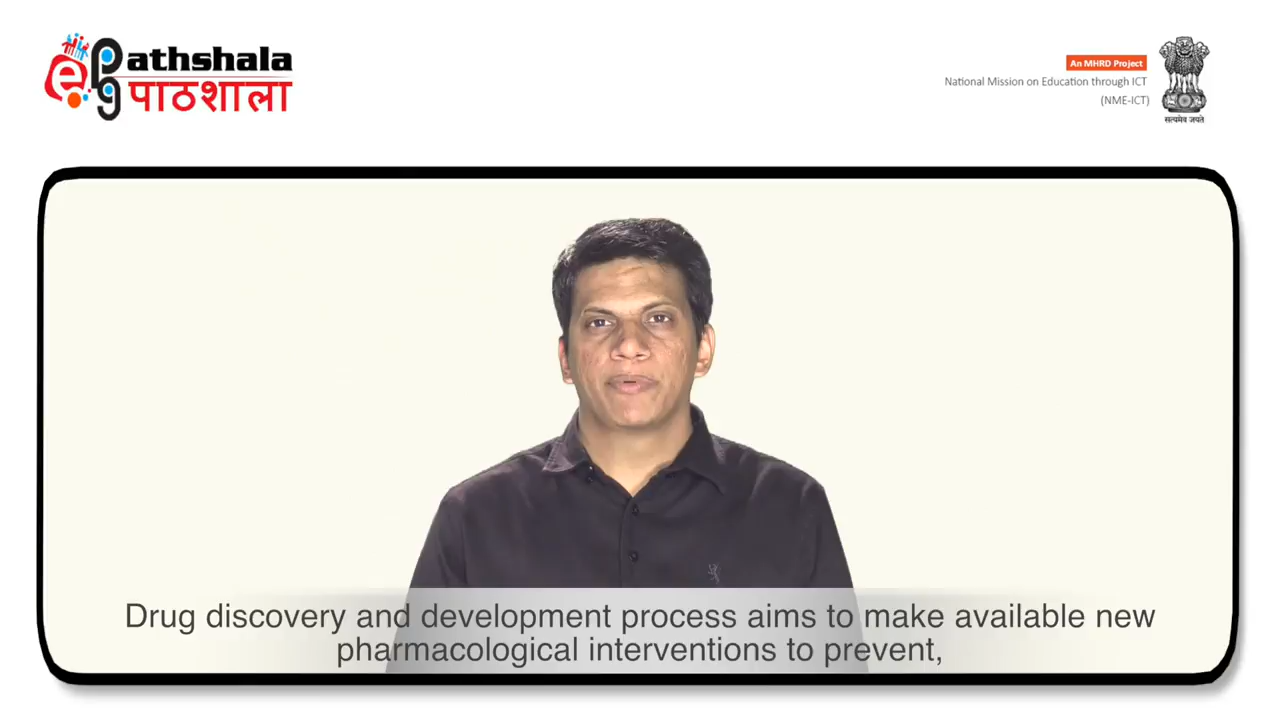 e pg Pathshala
पाठशाला
An MHRD Project
National Mission on Education through ICT
(NME-ICT)
सत्यमेव जयते
Drug discovery and development process aims to make available new
pharmacological interventions to prevent,